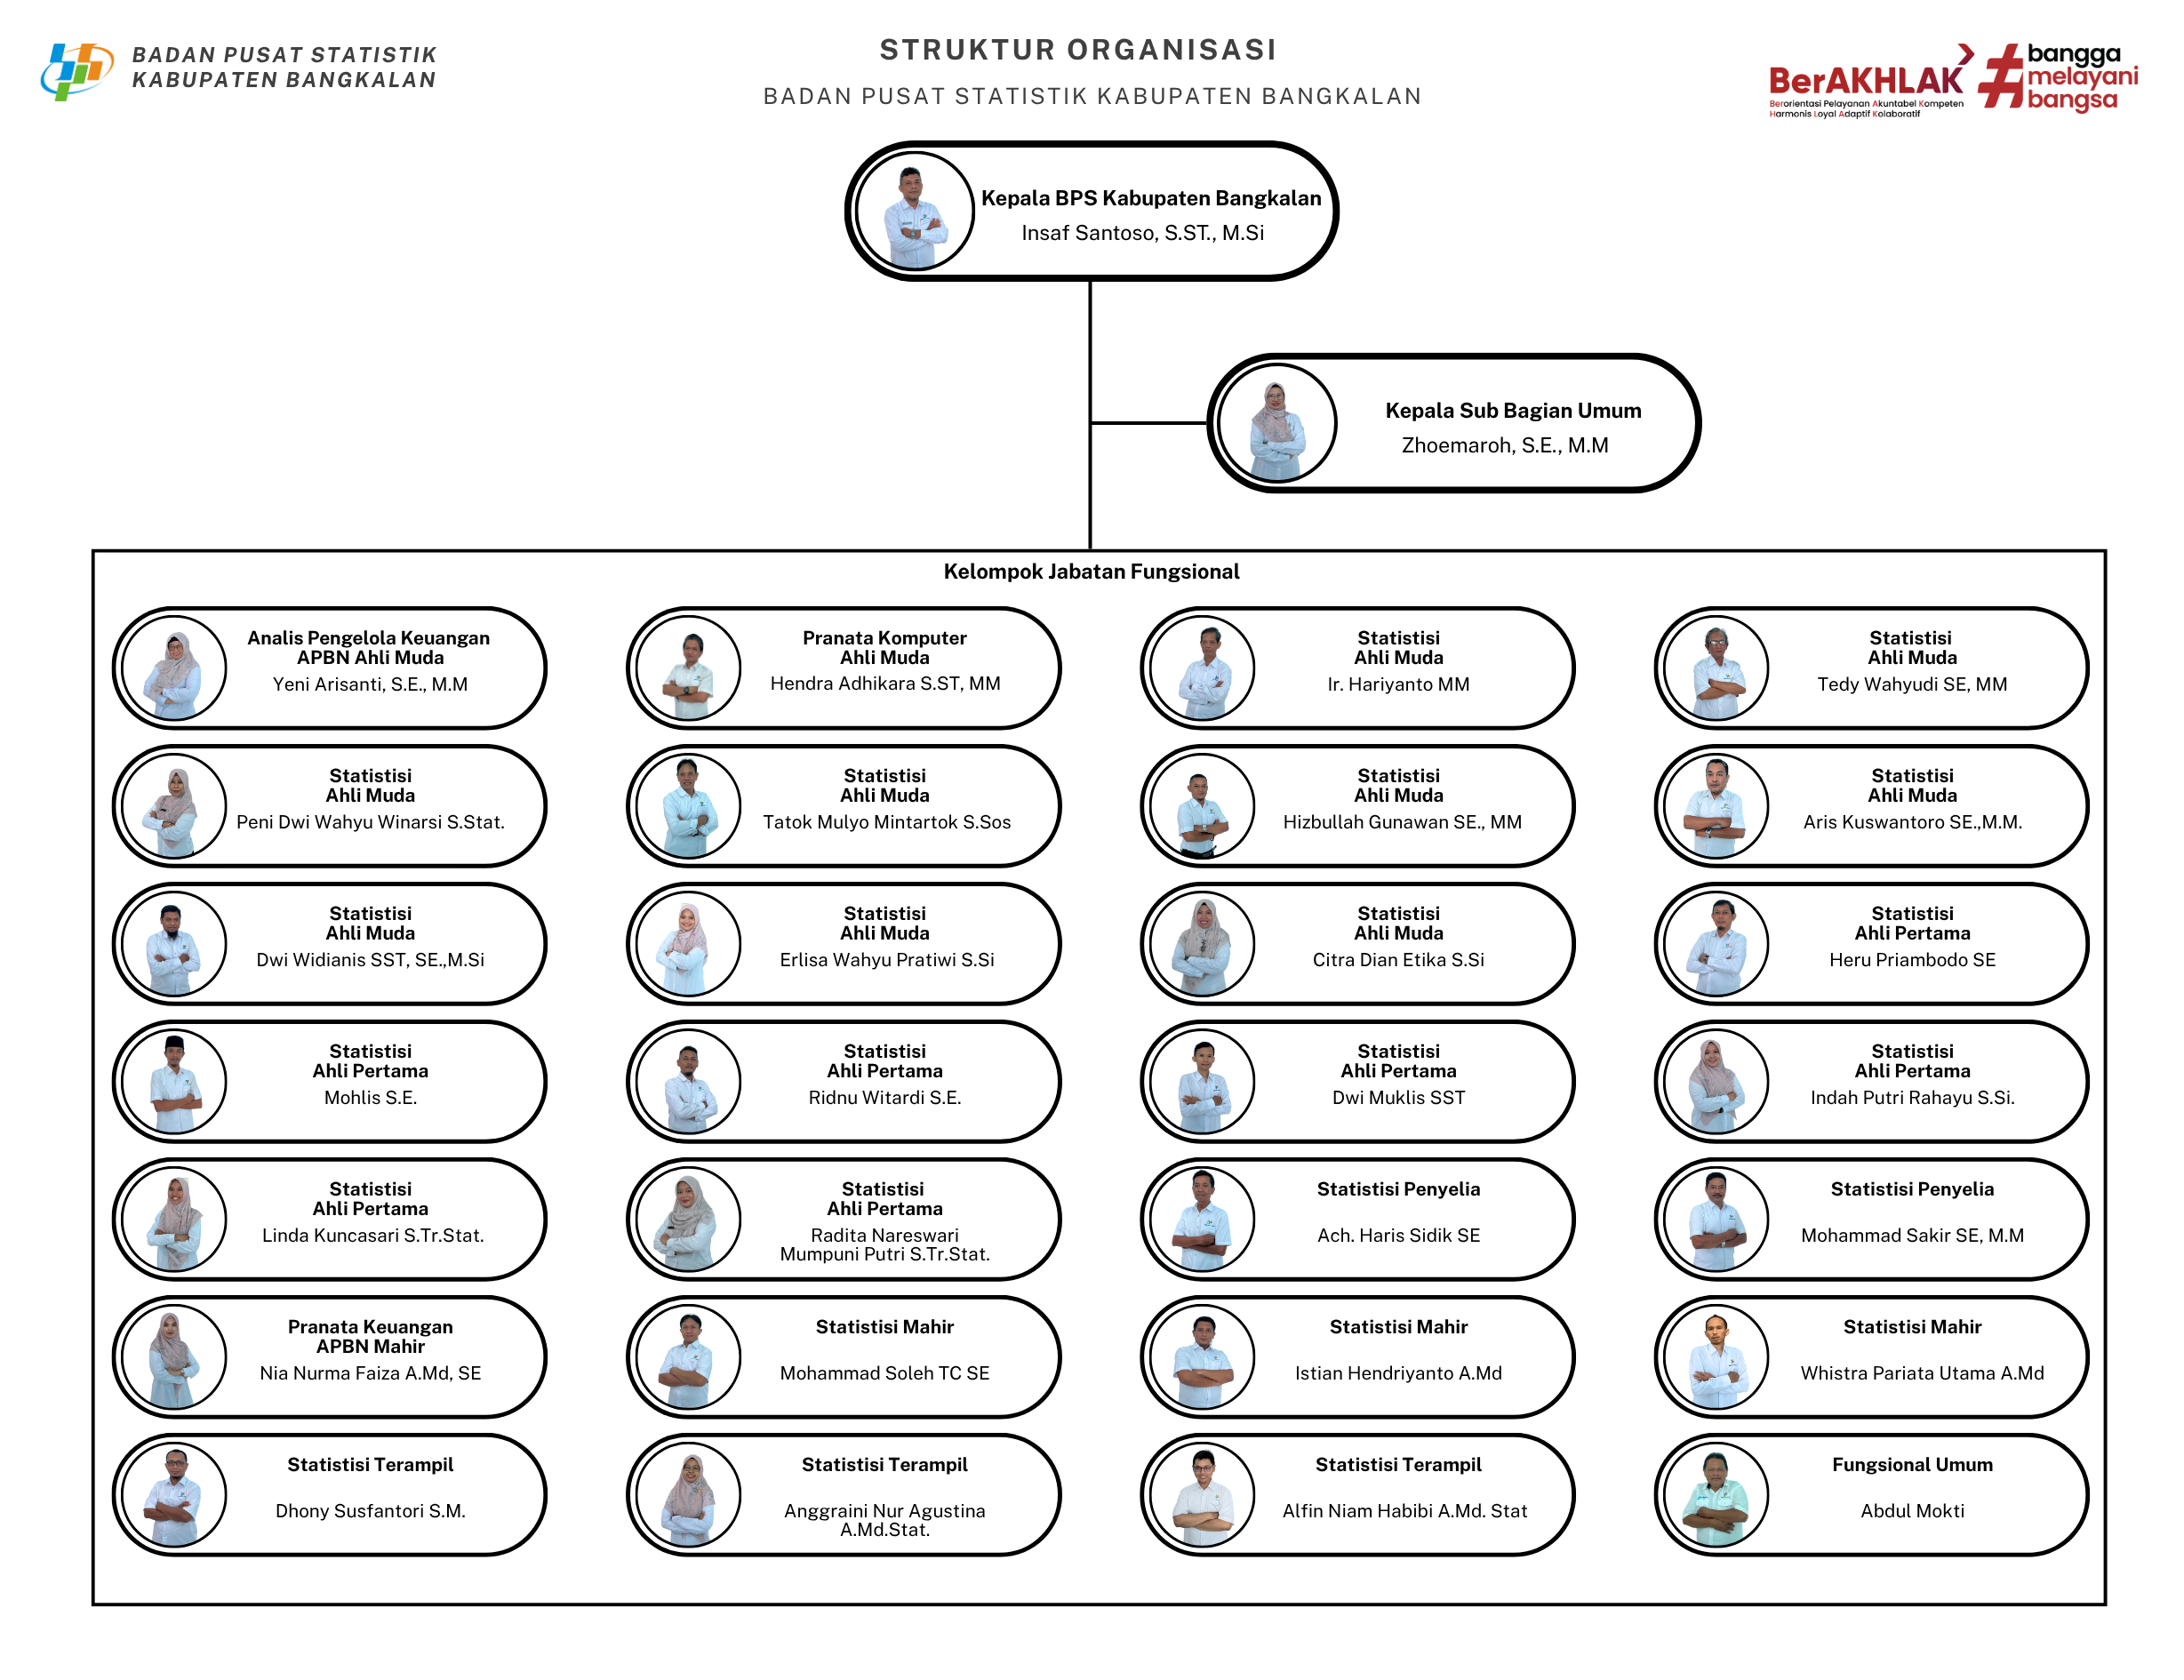 BADAN PUSAT STATISTIK
KABUPATEN BANGKALAN
STRUKTUR ORGANISASI
BADAN PUSAT STATISTIK KABUPATEN BANGKALAN
BerAKHLAK
Berorientasi Pelayanan Akuntabel Kompeten
Harmonis Loyal Adaptif Kolaboratif
#bangga
melayani
bangsa
Kepala BPS Kabupaten Bangkalan
Insaf Santoso, S.ST., M.Si
Kepala Sub Bagian Umum
Zhoemaroh, S.E., M.M
Kelompok Jabatan Fungsional
Analis Pengelola Keuangan
APBN Ahli Muda
Yeni Arisanti, S.E., M.M
Pranata Komputer
Ahli Muda
Hendra Adhikara S.ST, MM
Statistisi
Ahli Muda
Ir. Hariyanto MM
Statistisi
Ahli Muda
Tedy Wahyudi SE, MM
Statistisi
Ahli Muda
Peni Dwi Wahyu Winarsi S.Stat.
Statistisi
Ahli Muda
Tatok Mulyo Mintartok S.Sos
Statistisi
Ahli Muda
Hizbullah Gunawan SE., MM
Statistisi
Ahli Muda
Aris Kuswantoro SE.,M.M.
Statistisi
Ahli Muda
Dwi Widianis SST, SE.,M.Si
Statistisi
Ahli Muda
Erlisa Wahyu Pratiwi S.Si
Statistisi
Ahli Muda
Citra Dian Etika S.Si
Statistisi
Ahli Pertama
Heru Priambodo SE
Statistisi
Ahli Pertama
Mohlis S.E.
Statistisi
Ahli Pertama
Ridnu Witardi S.E.
Statistisi
Ahli Pertama
Dwi Muklis SST
Statistisi
Ahli Pertama
Indah Putri Rahayu S.Si.
Statistisi
Ahli Pertama
Linda Kuncasari S.Tr.Stat.
Statistisi
Ahli Pertama
Radita Nareswari
Mumpuni Putri S.Tr.Stat.
Statistisi Penyelia
Ach. Haris Sidik SE
Statistisi Penyelia
Mohammad Sakir SE, M.M
Pranata Keuangan
APBN Mahir
Nia Nurma Faiza A.Md, SE
Statistisi Mahir
Mohammad Soleh TC SE
Statistisi Mahir
Istian Hendriyanto A.Md
Statistisi Mahir
Whistra Pariata Utama A.Md
Statistisi Terampil
Dhony Susfantori S.M.
Statistisi Terampil
Anggraini Nur Agustina
A.Md.Stat.
Statistisi Terampil
Alfin Niam Habibi A.Md. Stat
Fungsional Umum
Abdul Mokti